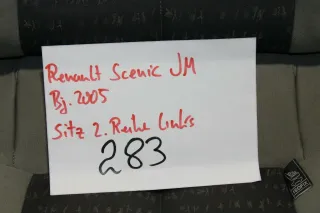 Renault Scenic JM
Bj. 2005
Sitz 2. Reihe links
283